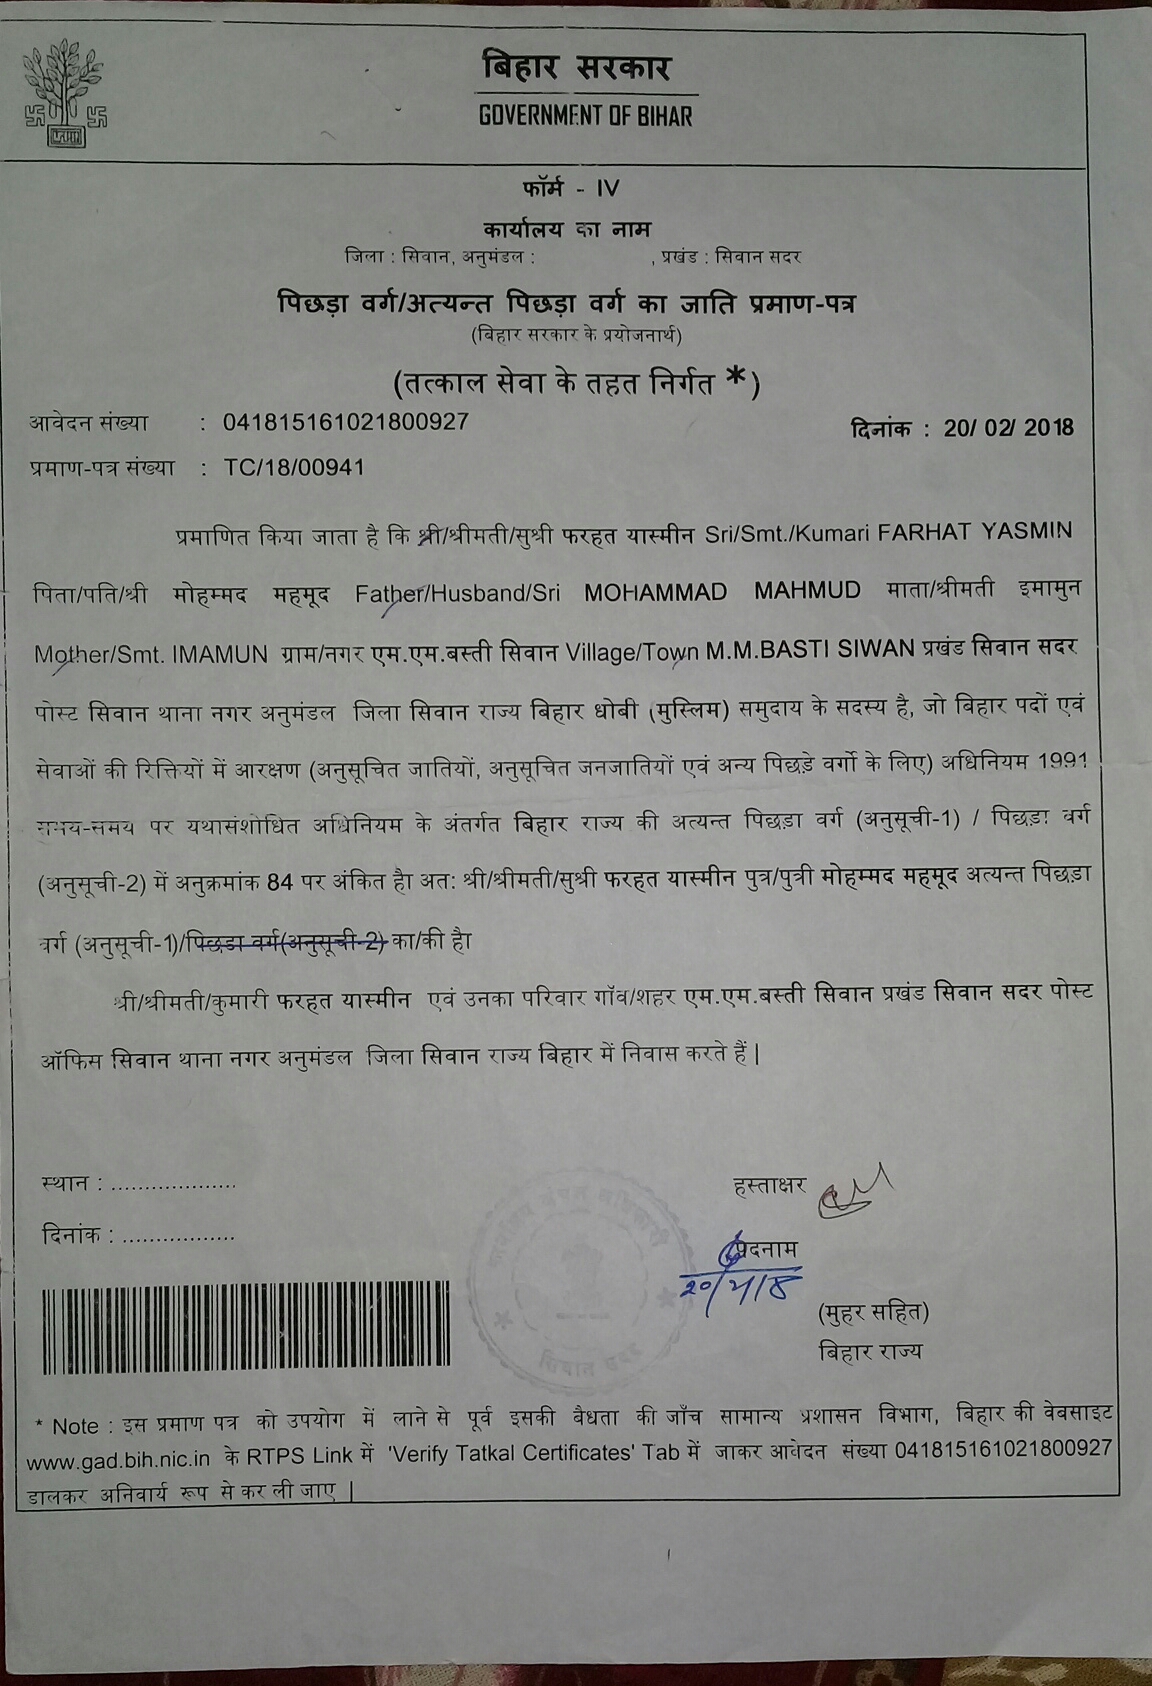 बिहार सरकार
GOVERNMENT OF BIHAR
फॉर्म - IV
कार्यालय का नाम
जिला : सिवान, अनुमंडल : , प्रखंड : सिवान सदर
पिछड़ा वर्ग/अत्यन्त पिछड़ा वर्ग का जाति प्रमाण-पत्र
(बिहार सरकार के प्रयोजनार्थ)
(तत्काल सेवा के तहत निर्गत *)
आवेदन संख्या : 041815161021800927
दिनांक : 20/ 02/ 2018
प्रमाण-पत्र संख्या : TC/18/00941
प्रमाणित किया जाता है कि श्री/श्रीमती/सुश्री फरहत यास्मीन Sri/Smt./Kumari FARHAT YASMIN
पिता/पति/श्री मोहम्मद महमूद Father/Husband/Sri MOHAMMAD MAHMUD माता/श्रीमती इमामुन
Mother/Smt. IMAMUN ग्राम/नगर एम.एम.बस्ती सिवान Village/Town M.M.BASTI SIWAN प्रखंड सिवान सदर
पोस्ट सिवान थाना नगर अनुमंडल जिला सिवान राज्य बिहार धोबी (मुस्लिम) समुदाय के सदस्य है, जो बिहार पदों एवं
सेवाओं की रिक्तियों में आरक्षण (अनुसूचित जातियों, अनुसूचित जनजातियों एवं अन्य पिछड़े वर्गो के लिए) अधिनियम 1991
समय-समय पर यथासंशोधित अधिनियम के अंतर्गत बिहार राज्य की अत्यन्त पिछड़ा वर्ग (अनुसूची-1) / पिछड़ा वर्ग
(अनुसूची-2) में अनुक्रमांक 84 पर अंकित है। अत: श्री/श्रीमती/सुश्री फरहत यास्मीन पुत्र/पुत्री मोहम्मद महमूद अत्यन्त पिछड़ा
वर्ग (अनुसूची-1)/पिछडा वर्ग(अनुसूची-2) का/की है।
श्री/श्रीमती/कुमारी फरहत यास्मीन एवं उनका परिवार गॉव/शहर एम.एम.बस्ती सिवान प्रखंड सिवान सदर पोस्ट
ऑफिस सिवान थाना नगर अनुमंडल जिला सिवान राज्य बिहार में निवास करते हैं |
स्थान : ...................
हस्ताक्षर
दिनांक : .................
पदनाम
(मुहर सहित)
बिहार राज्य
* Note : इस प्रमाण पत्र को उपयोग में लाने से पूर्व इसकी वैधता की जाँच सामान्य प्रशासन विभाग, बिहार की वेबसाइट
www.gad.bih.nic.in के RTPS Link में 'Verify Tatkal Certificates' Tab में जाकर आवेदन संख्या 041815161021800927
डालकर अनिवार्य रूप से कर ली जाए |